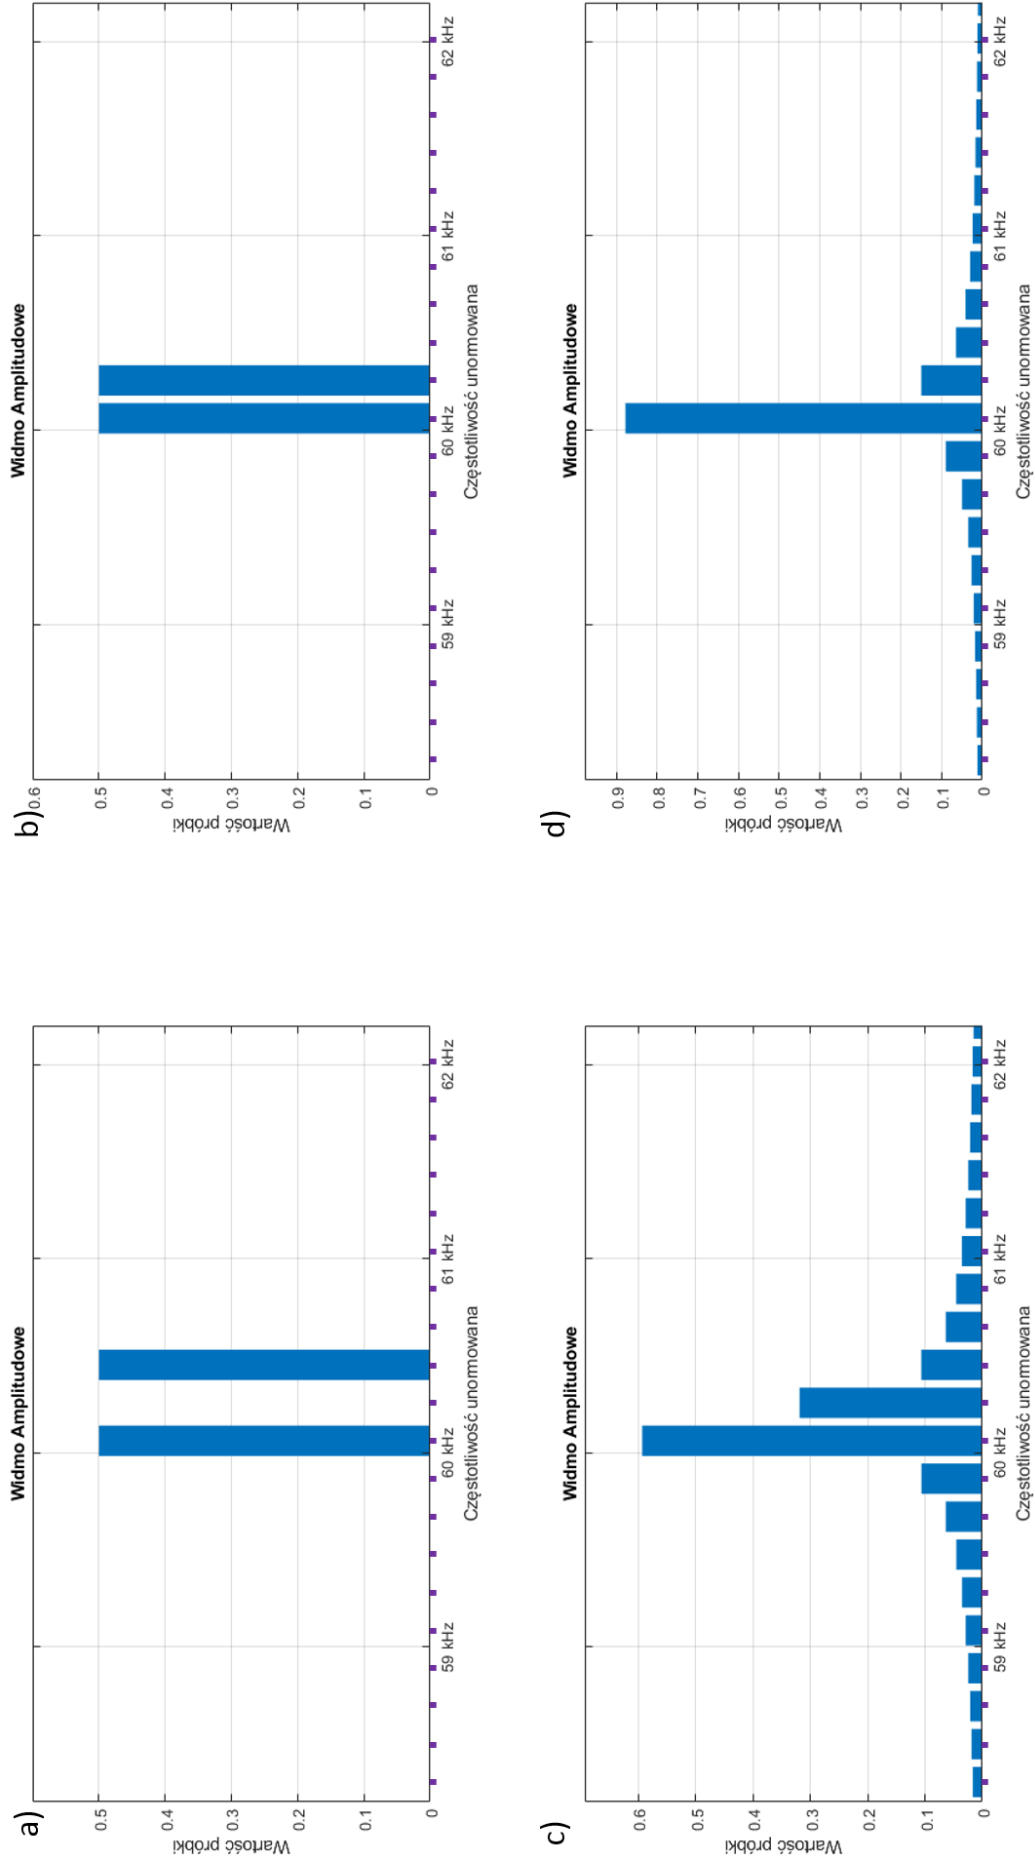 a)
Widmo Amplitudowe
Wartość próbki
0.5
0.4
0.3
0.2
0.1
0
59 kHz 60 kHz 61 kHz 62 kHz
Częstotliwość unormowana
b)
Widmo Amplitudowe
Wartość próbki
0.6
0.5
0.4
0.3
0.2
0.1
0
59 kHz 60 kHz 61 kHz 62 kHz
Częstotliwość unormowana
c)
Widmo Amplitudowe
Wartość próbki
0.6
0.5
0.4
0.3
0.2
0.1
0
59 kHz 60 kHz 61 kHz 62 kHz
Częstotliwość unormowana
d)
Widmo Amplitudowe
Wartość próbki
0.9
0.8
0.7
0.6
0.5
0.4
0.3
0.2
0.1
0
59 kHz 60 kHz 61 kHz 62 kHz
Częstotliwość unormowana